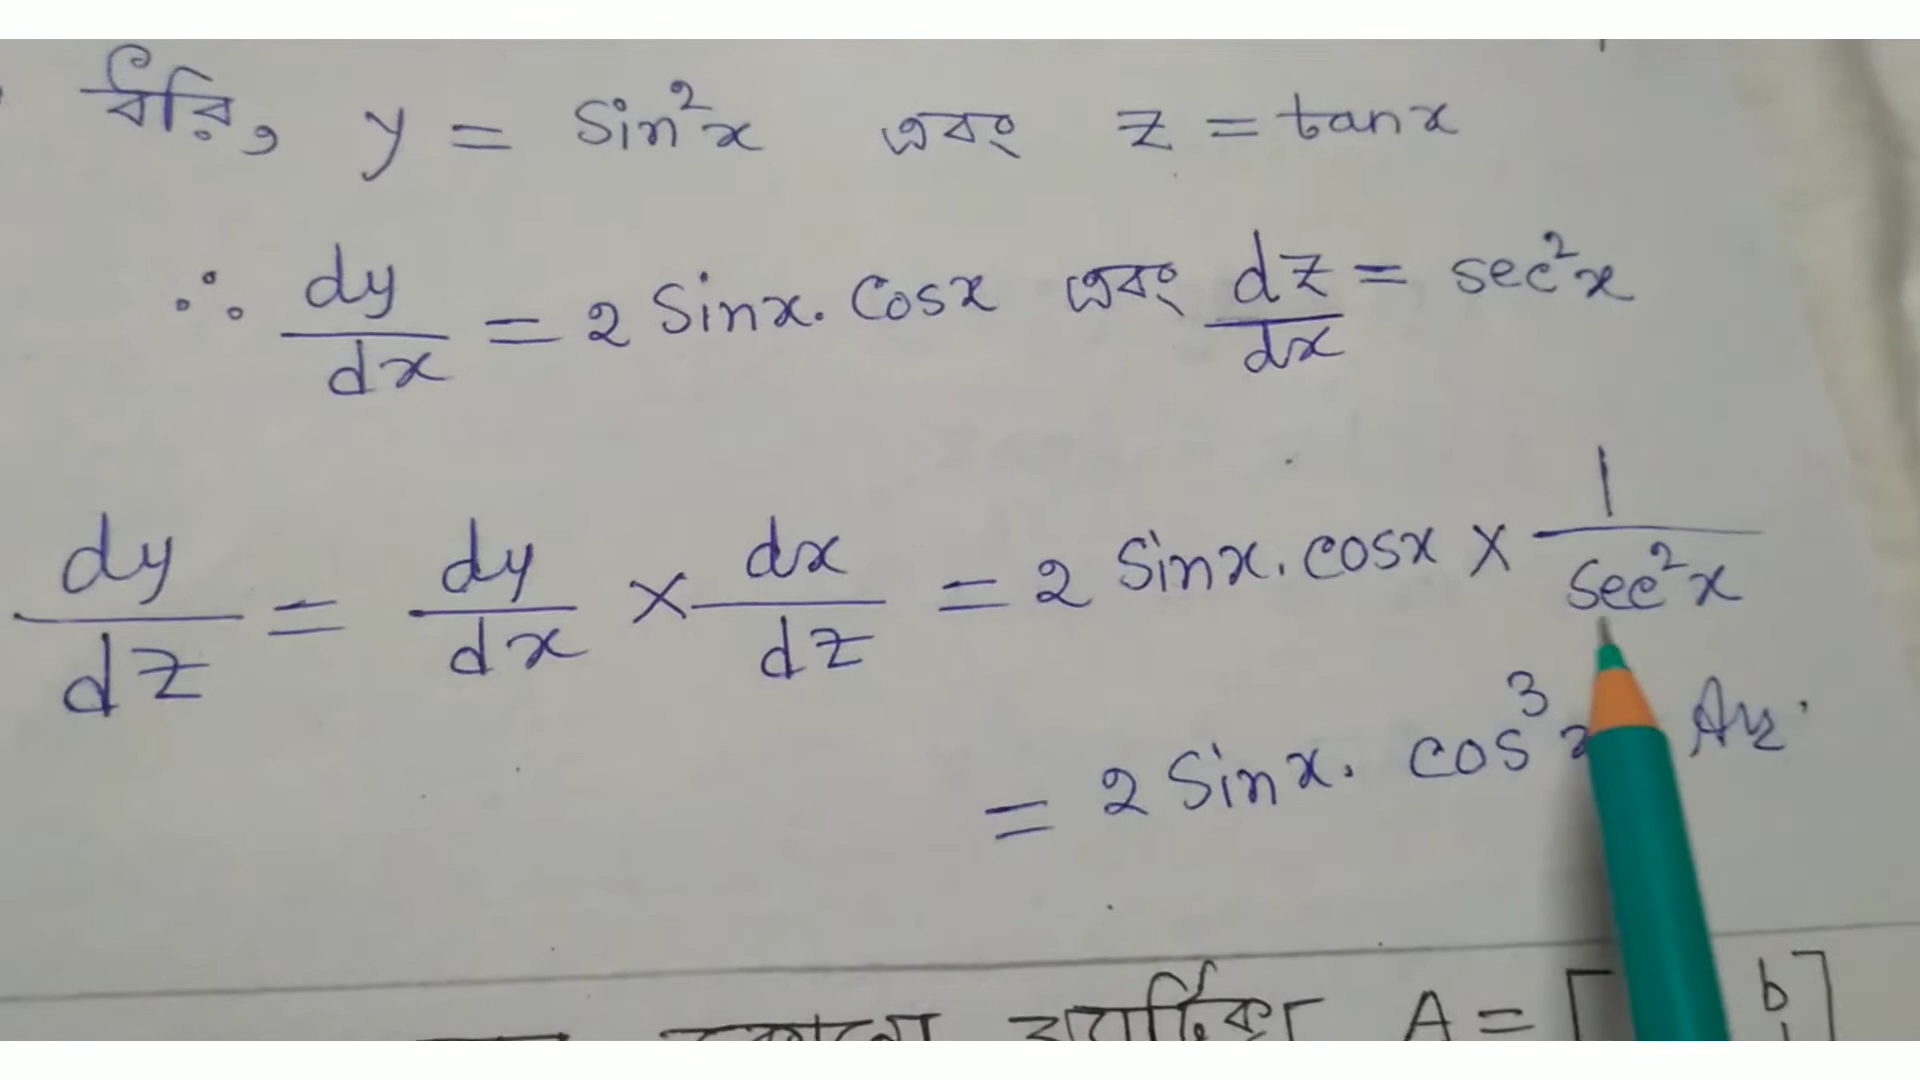 ধরি, y = Sin²x এবং z = tanx
∴ dy/dx = 2 Sinx. Cosx এবং dz/dx = sec²x
dy/dz = dy/dx × dx/dz = 2 Sinx. cosx × 1/Sec²x
= 2 Sinx. cos³x Ans.
A = [ b ]